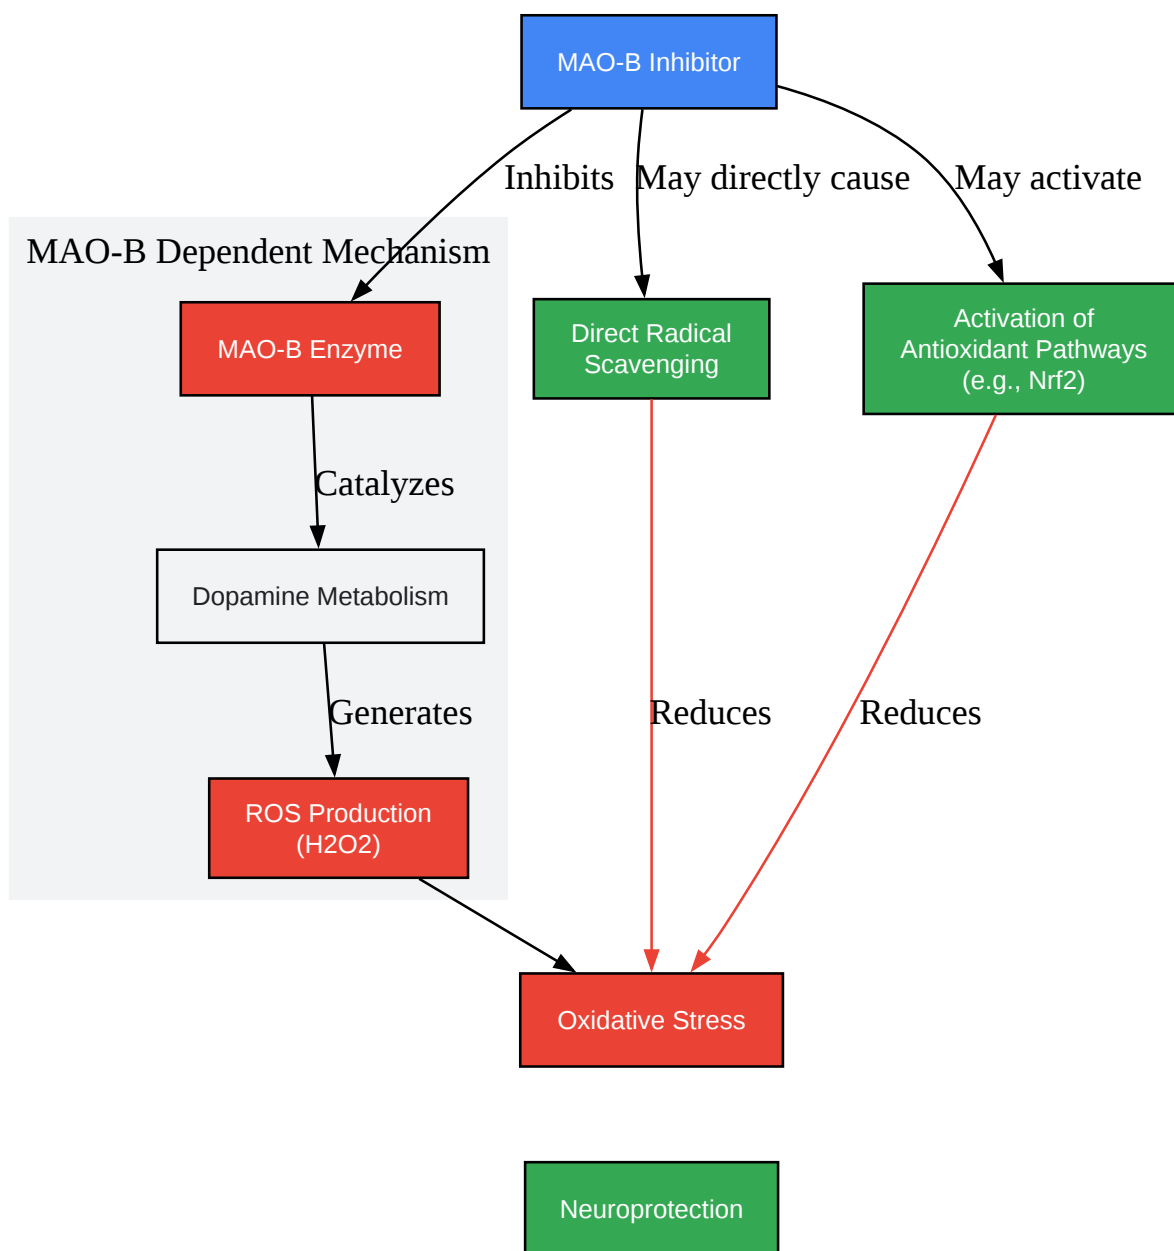 MAO-B Inhibitor
Inhibits
May directly cause
May activate
MAO-B Dependent Mechanism
MAO-B Enzyme
Direct Radical
Scavenging
Activation of
Antioxidant Pathways
(e.g., Nrf2)
Catalyzes
Dopamine Metabolism
Generates
Reduces
Reduces
ROS Production
(H2O2)
Oxidative Stress
Neuroprotection